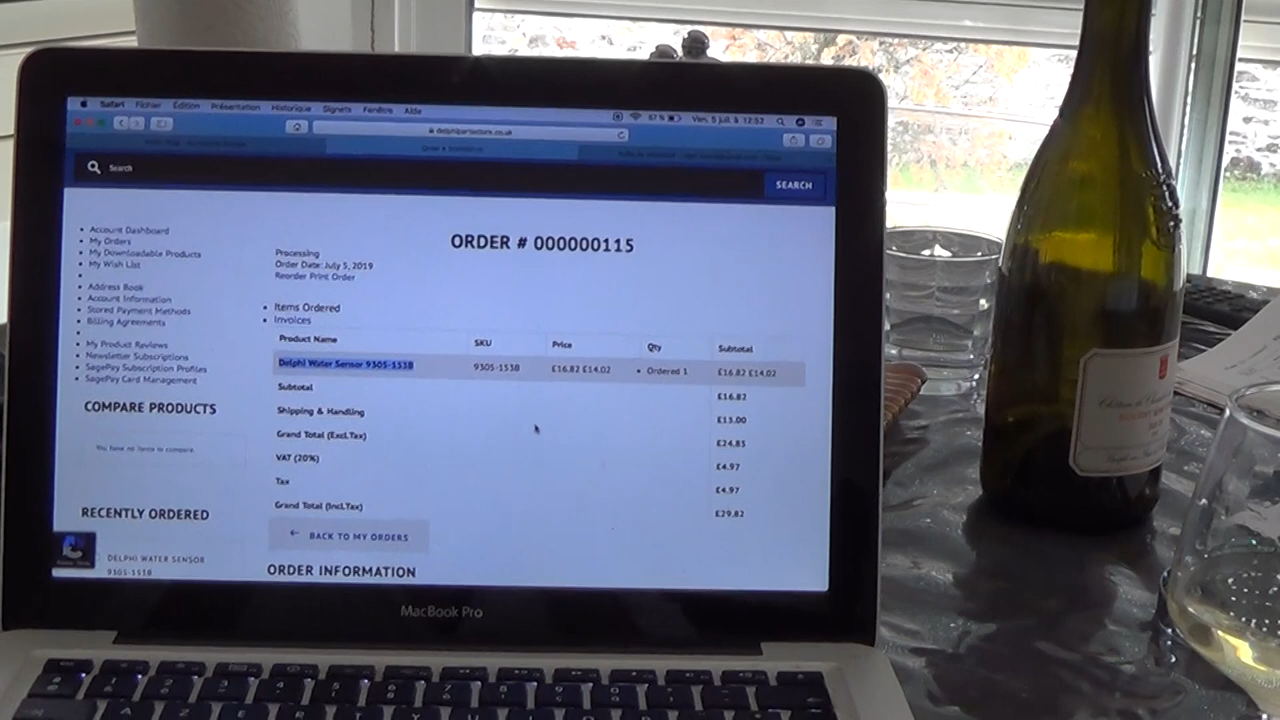 Safari Fichier Édition Présentation Historique Signets Fenêtre Aide
67 % Ven. 5 juil. à 12:52
delphipartsstore.co.uk
Search
SEARCH
Account Dashboard
My Orders
My Downloadable Products
My Wish List
Address Book
Account Information
Stored Payment Methods
Billing Agreements
My Product Reviews
Newsletter Subscriptions
SagePay Subscription Profiles
SagePay Card Management
COMPARE PRODUCTS
You have no items to compare.
RECENTLY ORDERED
DELPHI WATER SENSOR
9305-153B
ORDER # 000000115
Processing
Order Date: July 5, 2019
Reorder Print Order
Items Ordered
Invoices
Product Name SKU Price Qty Subtotal
Delphi Water Sensor 9305-153B 9305-153B £16.82 £14.02 Ordered 1 £16.82 £14.02
Subtotal £16.82
Shipping & Handling £13.00
Grand Total (Excl.Tax) £24.85
VAT (20%) £4.97
Tax £4.97
Grand Total (Incl.Tax) £29.82
BACK TO MY ORDERS
ORDER INFORMATION
MacBook Pro